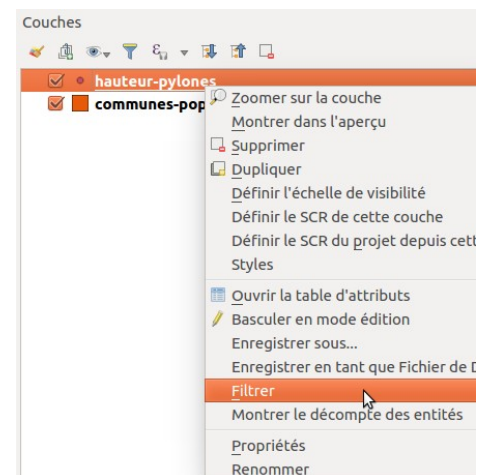 Couches
hauteur-pylones
communes-pop
Zoomer sur la couche
Montrer dans l'aperçu
Supprimer
Dupliquer
Définir l'échelle de visibilité
Définir le SCR de cette couche
Définir le SCR du projet depuis cett
Styles
Ouvrir la table d'attributs
Basculer en mode édition
Enregistrer sous...
Enregistrer en tant que Fichier de D
Filtrer
Montrer le décompte des entités
Propriétés
Renommer